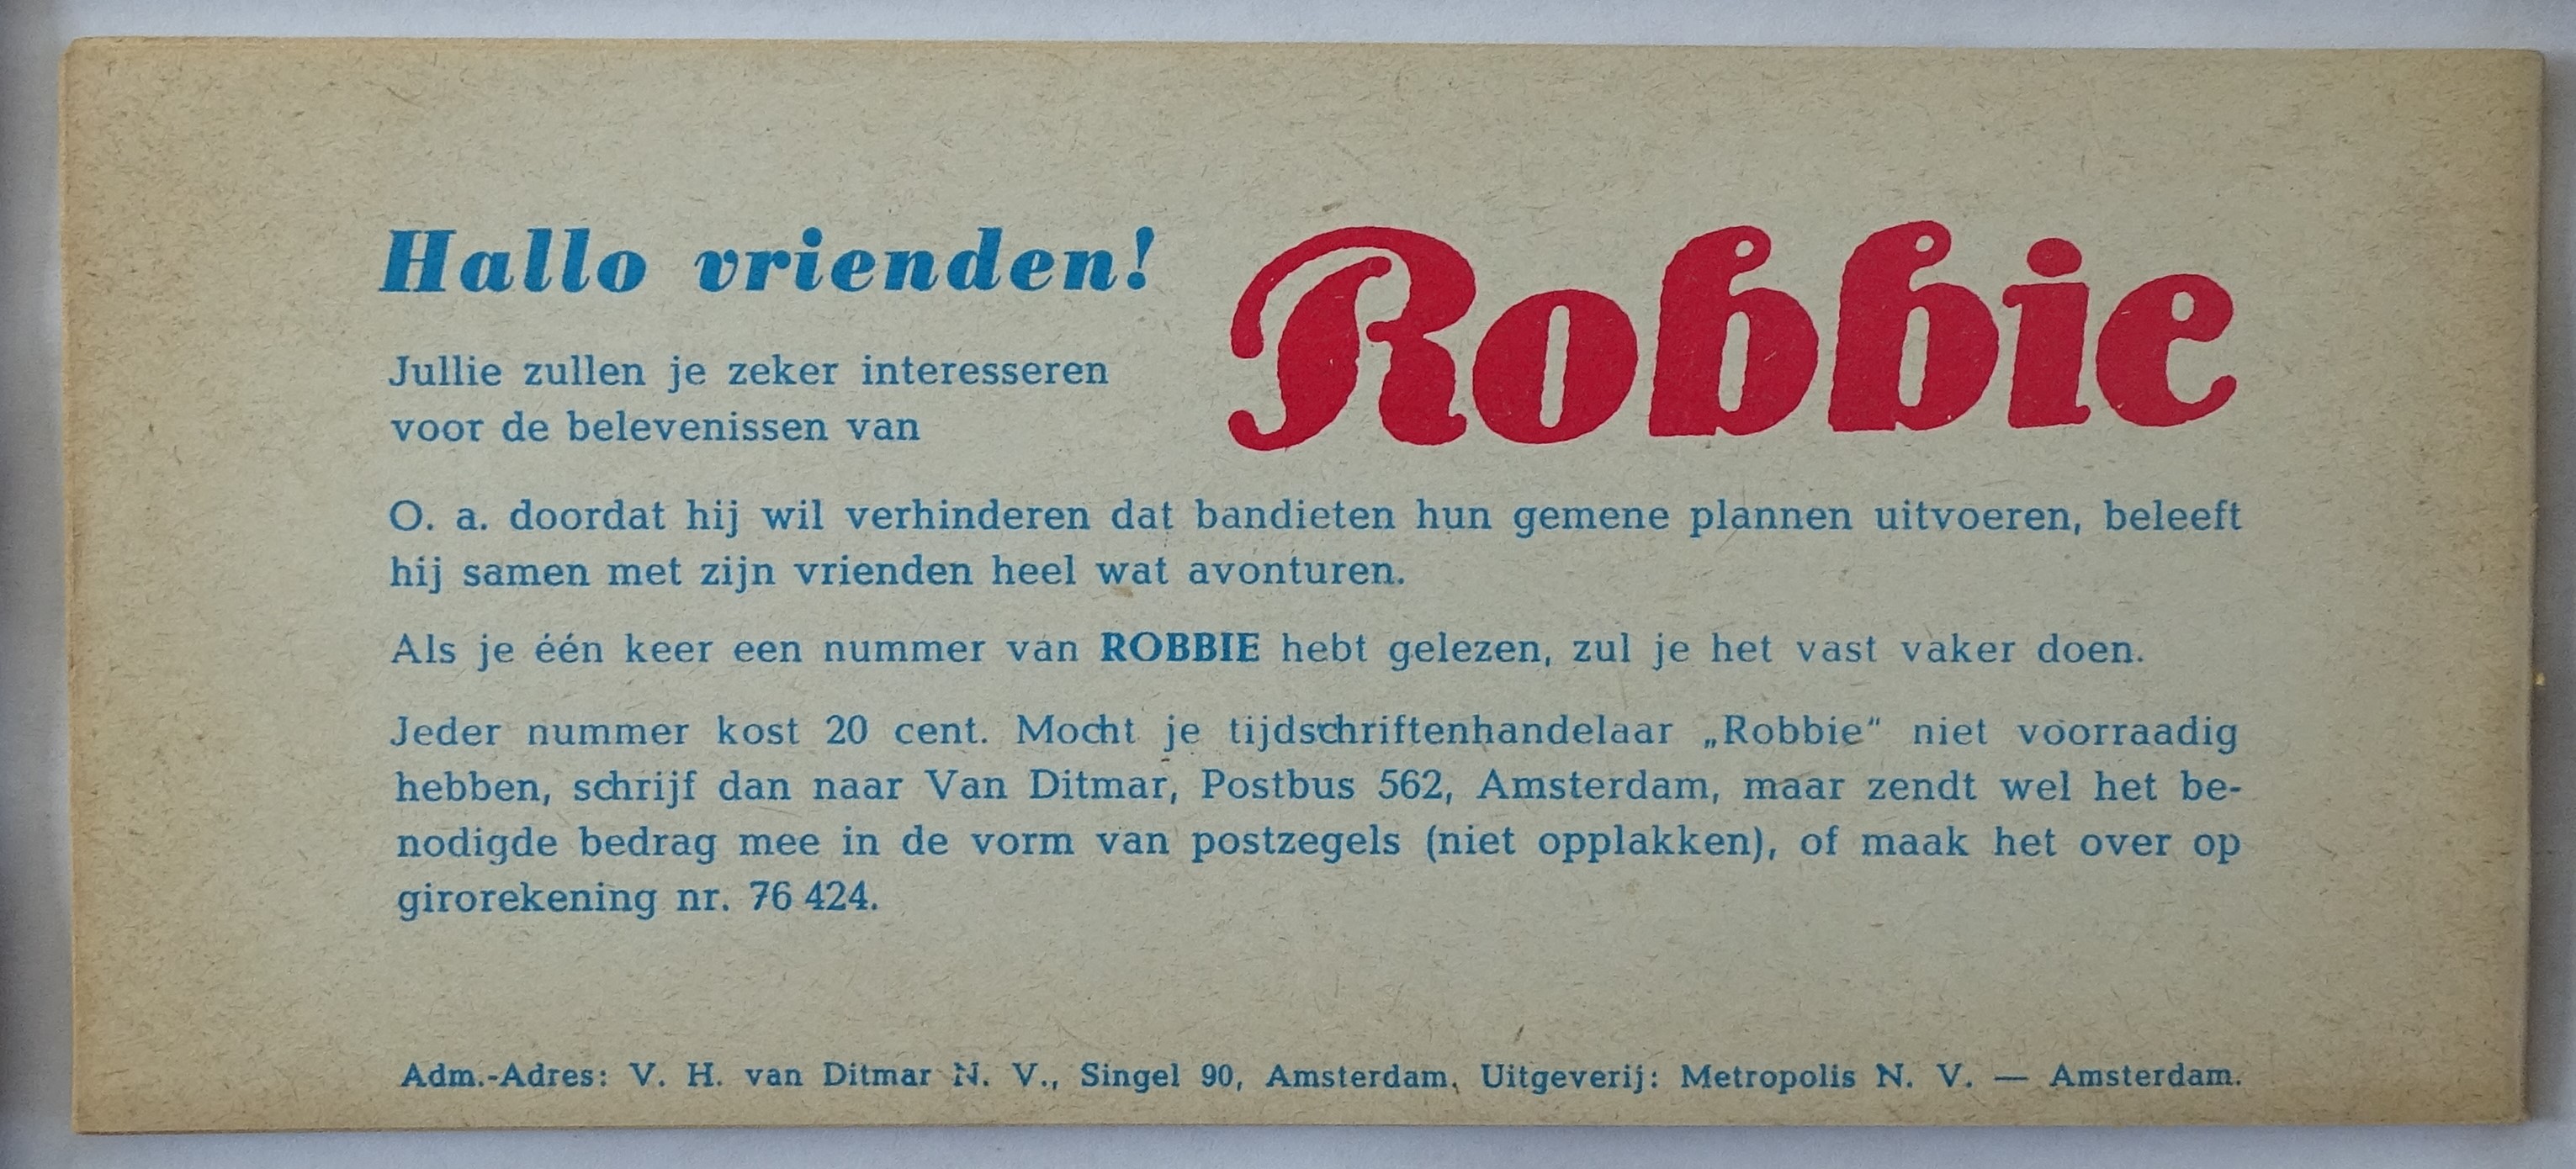 Hallo vrienden!
Jullie zullen je zeker interesseren
voor de belevenissen van
Robbie
O. a. doordat hij wil verhinderen dat bandieten hun gemene plannen uitvoeren, beleeft
hij samen met zijn vrienden heel wat avonturen.
Als je één keer een nummer van ROBBIE hebt gelezen, zul je het vast vaker doen.
Jeder nummer kost 20 cent. Mocht je tijdschriftenhandelaar „Robbie“ niet voorraadig
hebben, schrijf dan naar Van Ditmar, Postbus 562, Amsterdam, maar zendt wel het be-
nodigde bedrag mee in de vorm van postzegels (niet opplakken), of maak het over op
girorekening nr. 76 424.
Adm.-Adres: V. H. van Ditmar N. V., Singel 90, Amsterdam, Uitgeverij: Metropolis N. V. — Amsterdam.